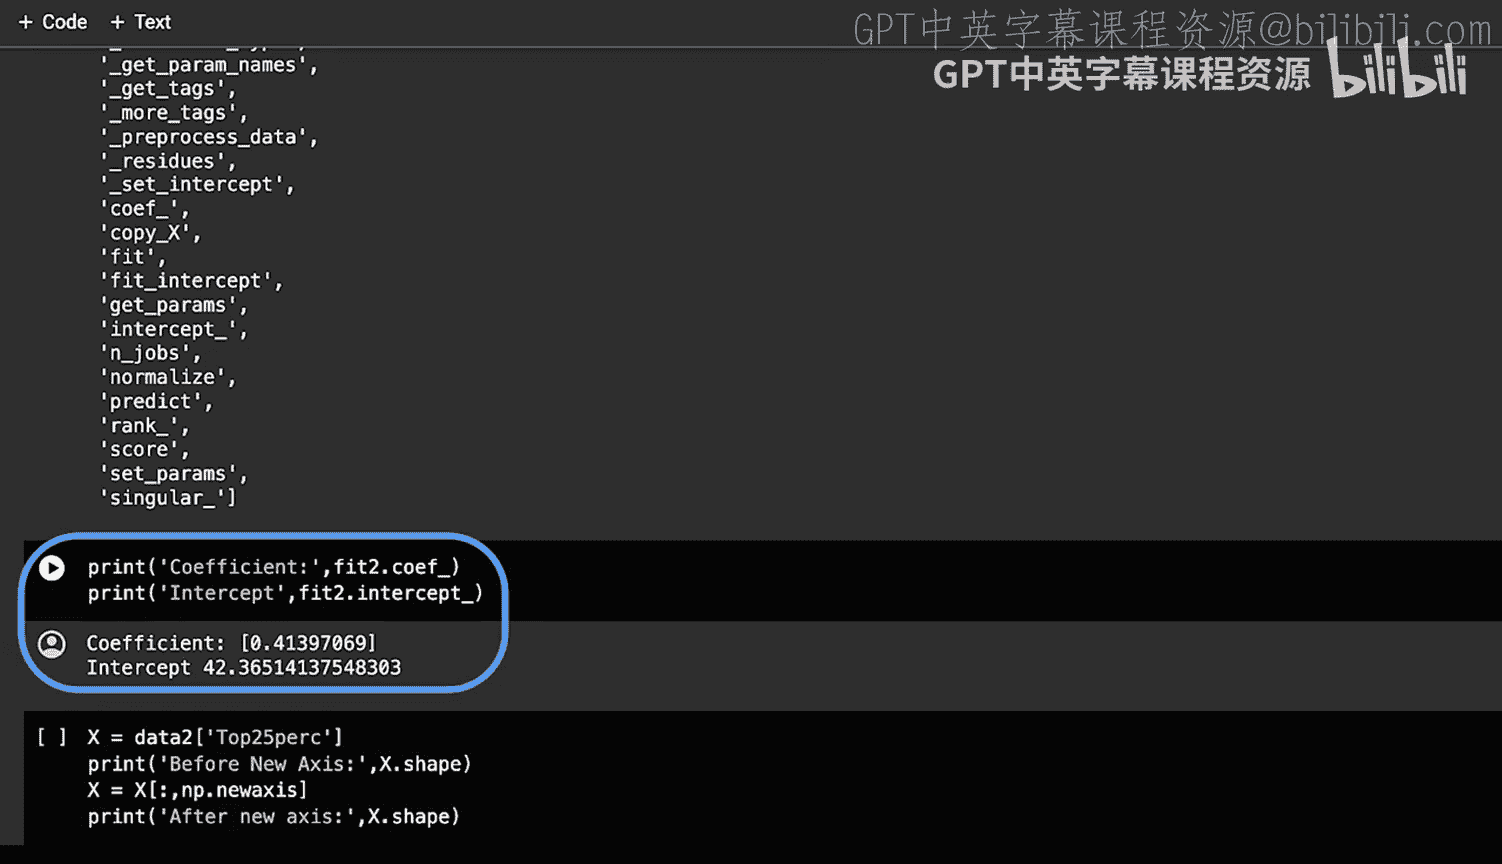 + Code + Text
GPT中英字幕课程资源@bilibili.com
GPT中英字幕课程资源 bilibili
'_get_param_names',
'_get_tags',
'_more_tags',
'_preprocess_data',
'_residues',
'_set_intercept',
'coef_',
'copy_X',
'fit',
'fit_intercept',
'get_params',
'intercept_',
'n_jobs',
'normalize',
'predict',
'rank_',
'score',
'set_params',
'singular_']
print('Coefficient:',fit2.coef_)
print('Intercept',fit2.intercept_)
Coefficient: [0.41397069]
Intercept 42.36514137548303
[ ] X = data2['Top25perc']
print('Before New Axis:',X.shape)
X = X[:,np.newaxis]
print('After new axis:',X.shape)